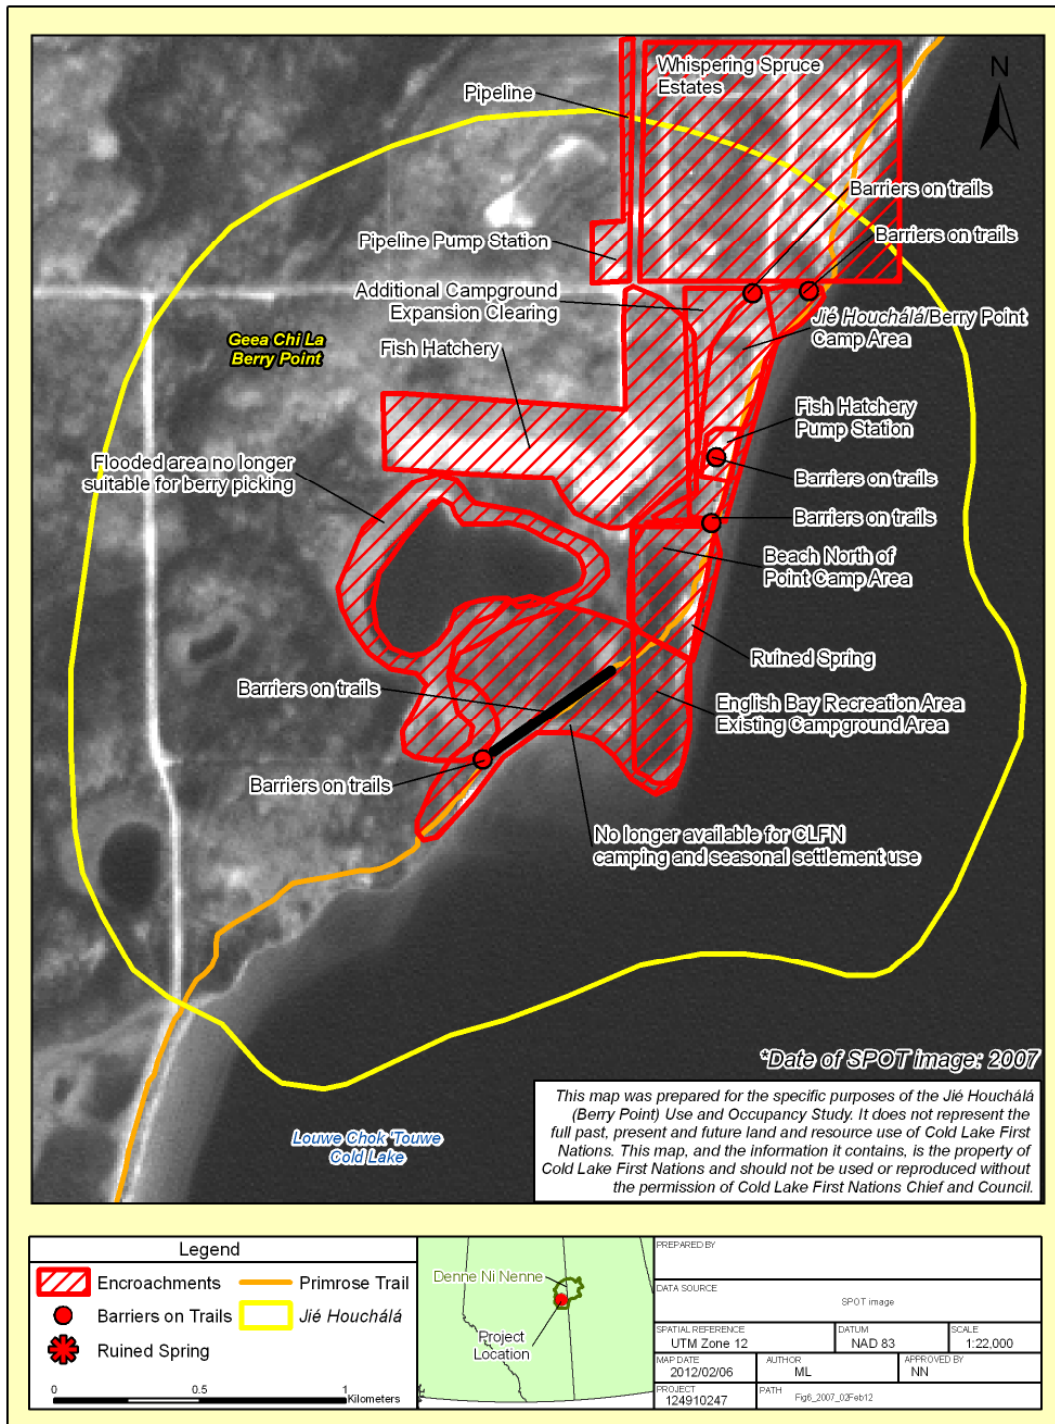 Whispering Spruce
Estates
Pipeline
N
Barriers on trails
Barriers on trails
Pipeline Pump Station
Additional Campground
Expansion Clearing
Jié Houchálá/Berry Point
Camp Area
Geea Chi La
Berry Point
Fish Hatchery
Fish Hatchery
Pump Station
Flooded area no longer
suitable for berry picking
Barriers on trails
Barriers on trails
Beach North of
Point Camp Area
Ruined Spring
Barriers on trails
English Bay Recreation Area
Existing Campground Area
Barriers on trails
No longer available for CLFN
camping and seasonal settlement use
*Date of SPOT image: 2007
This map was prepared for the specific purposes of the Jié Houchálá
(Berry Point) Use and Occupancy Study. It does not represent the
full past, present and future land and resource use of Cold Lake First
Nations. This map, and the information it contains, is the property of
Cold Lake First Nations and should not be used or reproduced without
the permission of Cold Lake First Nations Chief and Council.
Louwe Chok 'Touwe
Cold Lake
Legend
Encroachments
Primrose Trail
Barriers on Trails
Jié Houchálá
Ruined Spring
0 0.5 1
Kilometers
Denne Ni Nenne
Project
Location
PREPARED BY
DATA SOURCE
SPOT image
SPATIAL REFERENCE
UTM Zone 12
DATUM
NAD 83
SCALE
1:22,000
MAP DATE
2012/02/06
AUTHOR
ML
APPROVED BY
NN
PROJECT
124910247
PATH
Fig6_2007_02Feb12